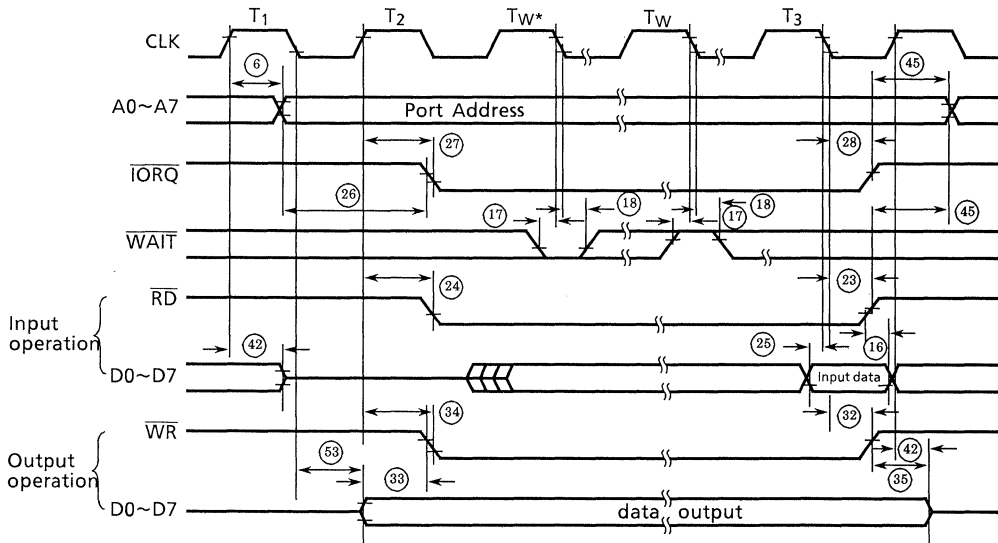 T1 T2 TW* TW T3
CLK
6 45
A0~A7 Port Address
27 28
IORQ
26 17 18 17 18 45
WAIT
24 23
RD
Input operation
42 25 16
D0~D7 Input data
34 32
WR
53 33 42 35
Output operation
D0~D7 data output